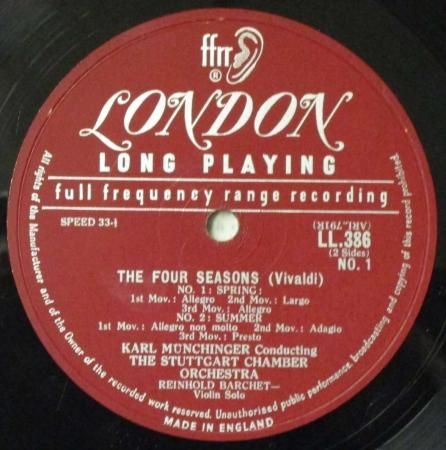 ffrr
®
LONDON
LONG PLAYING
full frequency range recording
SPEED 33-⅓
(ARL"791R)
LL.386
(2 Sides)
NO. 1
THE FOUR SEASONS (Vivaldi)
NO. 1: SPRING:
1st Mov.: Allegro 2nd Mov.: Largo
3rd Mov.: Allegro
NO. 2: SUMMER
1st Mov.: Allegro non molto 2nd Mov.: Adagio
3rd Mov.: Presto
KARL MÜNCHINGER Conducting
THE STUTTGART CHAMBER
ORCHESTRA
REINHOLD BARCHET—
Violin Solo
All rights of the Manufacturer and of the Owner of the recorded work reserved. Unauthorised public performance, broadcasting and copying of this record prohibited.
MADE IN ENGLAND